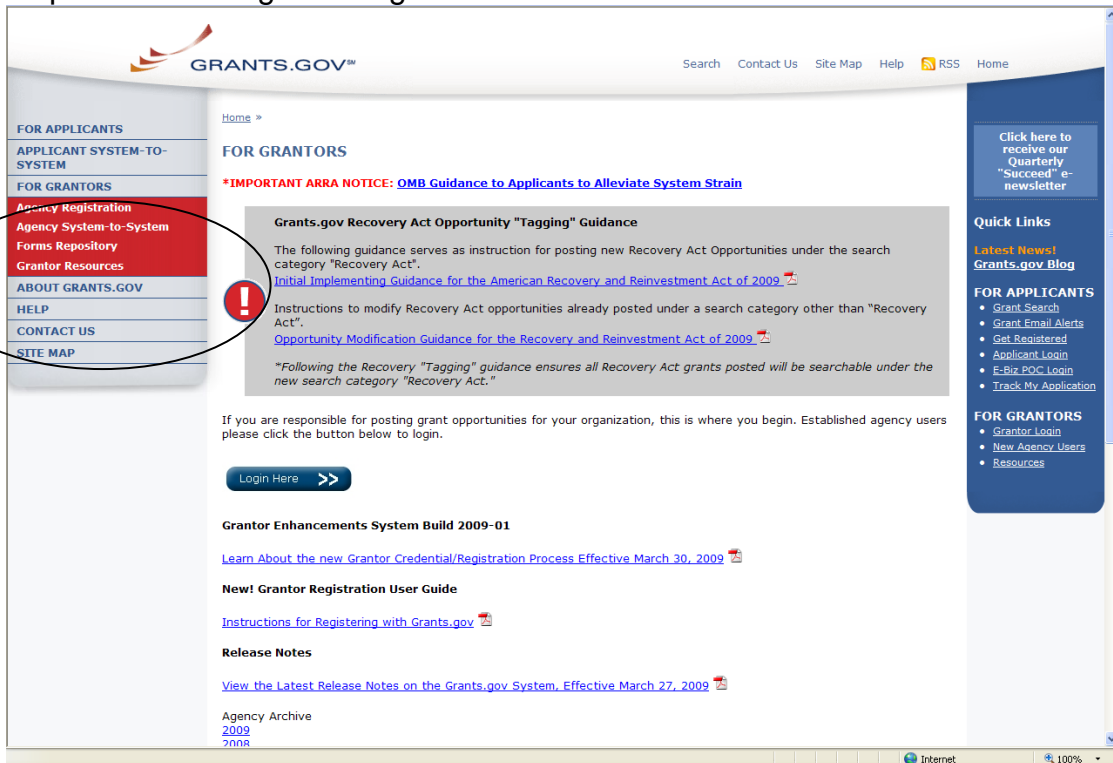 GRANTS.GOV℠
Search Contact Us Site Map Help RSS Home
FOR APPLICANTS
APPLICANT SYSTEM-TO-
SYSTEM
FOR GRANTORS
Agency Registration
Agency System-to-System
Forms Repository
Grantor Resources
ABOUT GRANTS.GOV
HELP
CONTACT US
SITE MAP
Home »
FOR GRANTORS
*IMPORTANT ARRA NOTICE: OMB Guidance to Applicants to Alleviate System Strain
Grants.gov Recovery Act Opportunity "Tagging" Guidance
The following guidance serves as instruction for posting new Recovery Act Opportunities under the search
category "Recovery Act".
Initial Implementing Guidance for the American Recovery and Reinvestment Act of 2009
Instructions to modify Recovery Act opportunities already posted under a search category other than “Recovery
Act”.
Opportunity Modification Guidance for the Recovery and Reinvestment Act of 2009
*Following the Recovery "Tagging" guidance ensures all Recovery Act grants posted will be searchable under the
new search category "Recovery Act."
If you are responsible for posting grant opportunities for your organization, this is where you begin. Established agency users
please click the button below to login.
Login Here >>
Grantor Enhancements System Build 2009-01
Learn About the new Grantor Credential/Registration Process Effective March 30, 2009
New! Grantor Registration User Guide
Instructions for Registering with Grants.gov
Release Notes
View the Latest Release Notes on the Grants.gov System, Effective March 27, 2009
Agency Archive
2009
2008
Click here to
receive our
Quarterly
"Succeed" e-
newsletter
Quick Links
Latest News!
Grants.gov Blog
FOR APPLICANTS
• Grant Search
• Grant Email Alerts
• Get Registered
• Applicant Login
• E-Biz POC Login
• Track My Application
FOR GRANTORS
• Grantor Login
• New Agency Users
• Resources
Internet 100%